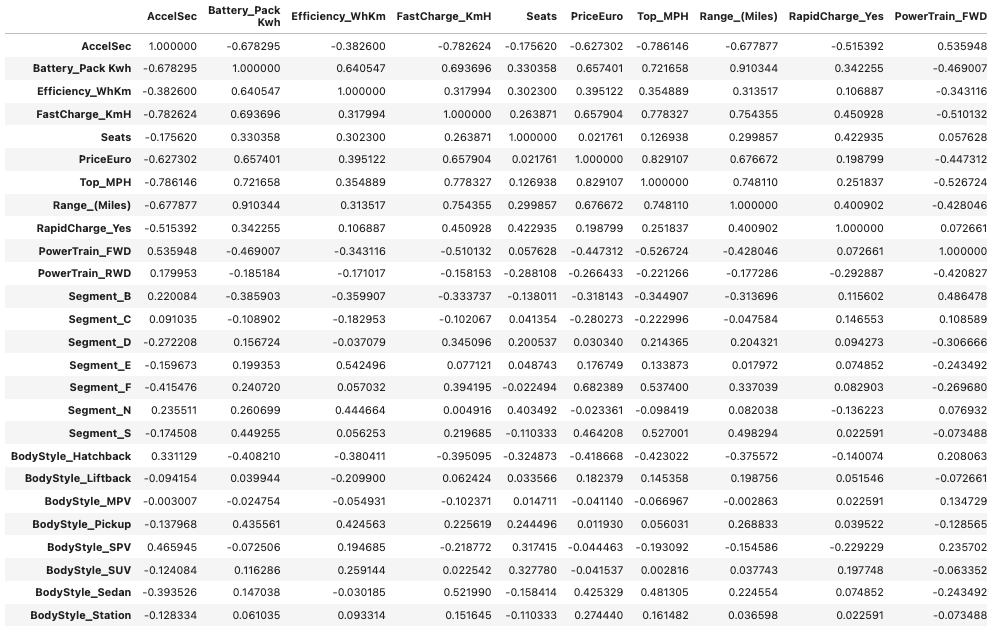 AccelSec Battery_Pack Kwh Efficiency_WhKm FastCharge_KmH Seats PriceEuro Top_MPH Range_(Miles) RapidCharge_Yes PowerTrain_FWD
AccelSec 1.000000 -0.678295 -0.382600 -0.782624 -0.175620 -0.627302 -0.786146 -0.677877 -0.515392 0.535948
Battery_Pack Kwh -0.678295 1.000000 0.640547 0.693696 0.330358 0.657401 0.721658 0.910344 0.342255 -0.469007
Efficiency_WhKm -0.382600 0.640547 1.000000 0.317994 0.302300 0.395122 0.354889 0.313517 0.106887 -0.343116
FastCharge_KmH -0.782624 0.693696 0.317994 1.000000 0.263871 0.657904 0.778327 0.754355 0.450928 -0.510132
Seats -0.175620 0.330358 0.302300 0.263871 1.000000 0.021761 0.126938 0.299857 0.422935 0.057628
PriceEuro -0.627302 0.657401 0.395122 0.657904 0.021761 1.000000 0.829107 0.676672 0.198799 -0.447312
Top_MPH -0.786146 0.721658 0.354889 0.778327 0.126938 0.829107 1.000000 0.748110 0.251837 -0.526724
Range_(Miles) -0.677877 0.910344 0.313517 0.754355 0.299857 0.676672 0.748110 1.000000 0.400902 -0.428046
RapidCharge_Yes -0.515392 0.342255 0.106887 0.450928 0.422935 0.198799 0.251837 0.400902 1.000000 0.072661
PowerTrain_FWD 0.535948 -0.469007 -0.343116 -0.510132 0.057628 -0.447312 -0.526724 -0.428046 0.072661 1.000000
PowerTrain_RWD 0.179953 -0.185184 -0.171017 -0.158153 -0.288108 -0.266433 -0.221266 -0.177286 -0.292887 -0.420827
Segment_B 0.220084 -0.385903 -0.359907 -0.333737 -0.138011 -0.318143 -0.344907 -0.313696 0.115602 0.486478
Segment_C 0.091035 -0.108902 -0.182953 -0.102067 0.041354 -0.280273 -0.222996 -0.047584 0.146553 0.108589
Segment_D -0.272208 0.156724 -0.037079 0.345096 0.200537 0.030340 0.214365 0.204321 0.094273 -0.306666
Segment_E -0.159673 0.199353 0.542496 0.077121 0.048743 0.176749 0.133873 0.017972 0.074852 -0.243492
Segment_F -0.415476 0.240720 0.057032 0.394195 -0.022494 0.682389 0.537400 0.337039 0.082903 -0.269680
Segment_N 0.235511 0.260699 0.444664 0.004916 0.403492 -0.023361 -0.098419 0.082038 -0.136223 0.076932
Segment_S -0.174508 0.449255 0.056253 0.219685 -0.110333 0.464208 0.527001 0.498294 0.022591 -0.073488
BodyStyle_Hatchback 0.331129 -0.408210 -0.380411 -0.395095 -0.324873 -0.418668 -0.423022 -0.375572 -0.140074 0.208063
BodyStyle_Liftback -0.094154 0.039944 -0.209900 0.062424 0.033566 0.182379 0.145358 0.198756 0.051546 -0.072661
BodyStyle_MPV -0.003007 -0.024754 -0.054931 -0.102371 0.014711 -0.041140 -0.066967 -0.002863 0.022591 0.134729
BodyStyle_Pickup -0.137968 0.435561 0.424563 0.225619 0.244496 0.011930 0.056031 0.268833 0.039522 -0.128565
BodyStyle_SPV 0.465945 -0.072506 0.194685 -0.218772 0.317415 -0.044463 -0.193092 -0.154586 -0.229229 0.235702
BodyStyle_SUV -0.124084 0.116286 0.259144 0.022542 0.327780 -0.041537 0.002816 0.037743 0.197748 -0.063352
BodyStyle_Sedan -0.393526 0.147038 -0.030185 0.521990 -0.158414 0.425329 0.481305 0.224554 0.074852 -0.243492
BodyStyle_Station -0.128334 0.061035 0.093314 0.151645 -0.110333 0.274440 0.161482 0.036598 0.022591 -0.073488